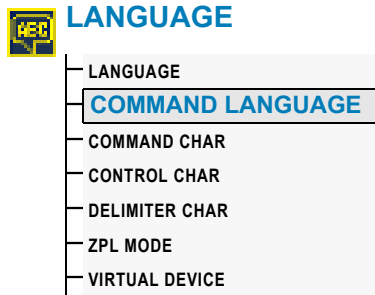 ABC
LANGUAGE
LANGUAGE
COMMAND LANGUAGE
COMMAND CHAR
CONTROL CHAR
DELIMITER CHAR
ZPL MODE
VIRTUAL DEVICE